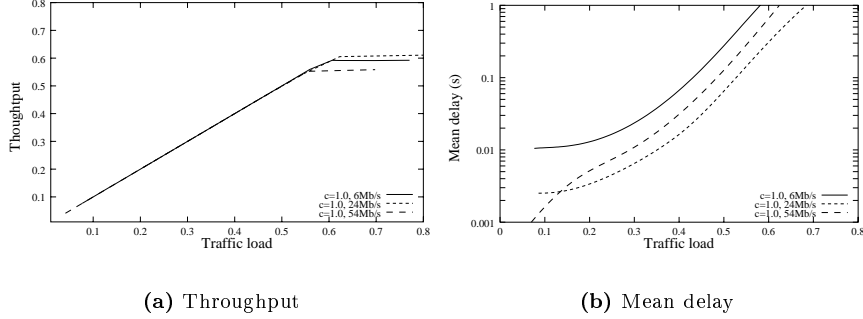 0.8
0.7
0.6
0.5
0.4
0.3
0.2
0.1
Thoughtput
0.1 0.2 0.3 0.4 0.5 0.6 0.7 0.8
Traffic load
c=1.0, 6Mb/s
c=1.0, 24Mb/s
c=1.0, 54Mb/s
(a) Throughput
1
0.1
0.01
0.001
Mean delay (s)
0 0.1 0.2 0.3 0.4 0.5 0.6 0.7 0.8
Traffic load
c=1.0, 6Mb/s
c=1.0, 24Mb/s
c=1.0, 54Mb/s
(b) Mean delay